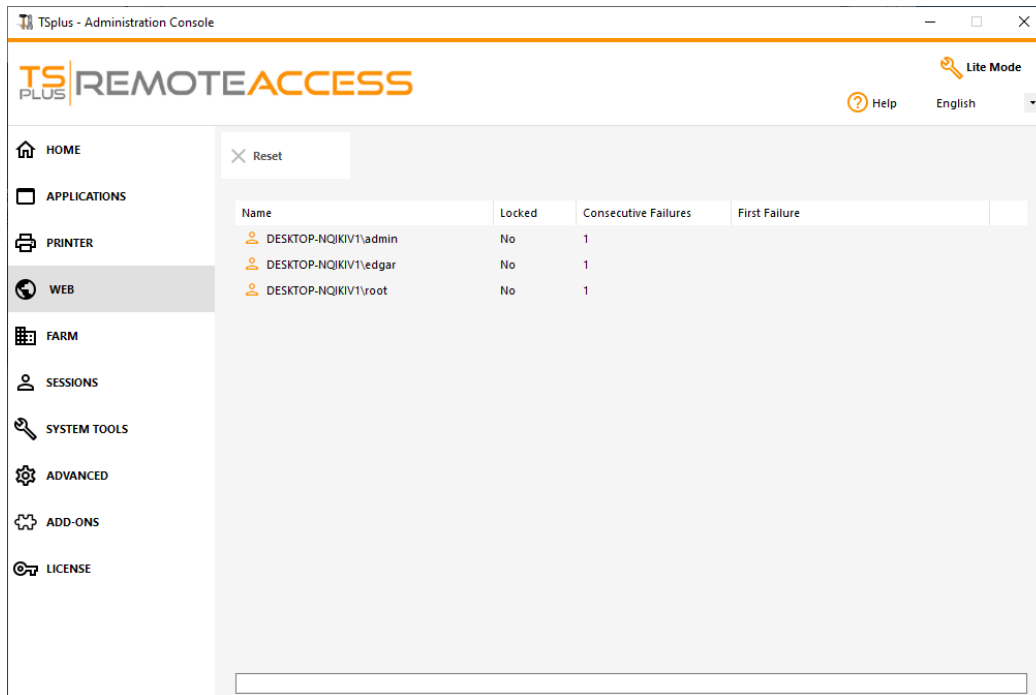 TSplus - Administration Console
TS PLUS REMOTEACCESS
Lite Mode
Help English
HOME
APPLICATIONS
PRINTER
WEB
FARM
SESSIONS
SYSTEM TOOLS
ADVANCED
ADD-ONS
LICENSE
Reset
Name Locked Consecutive Failures First Failure
DESKTOP-NQIKIV1\admin No 1
DESKTOP-NQIKIV1\edgar No 1
DESKTOP-NQIKIV1\root No 1